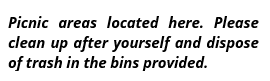 Picnic areas located here. Please
clean up after yourself and dispose
of trash in the bins provided.